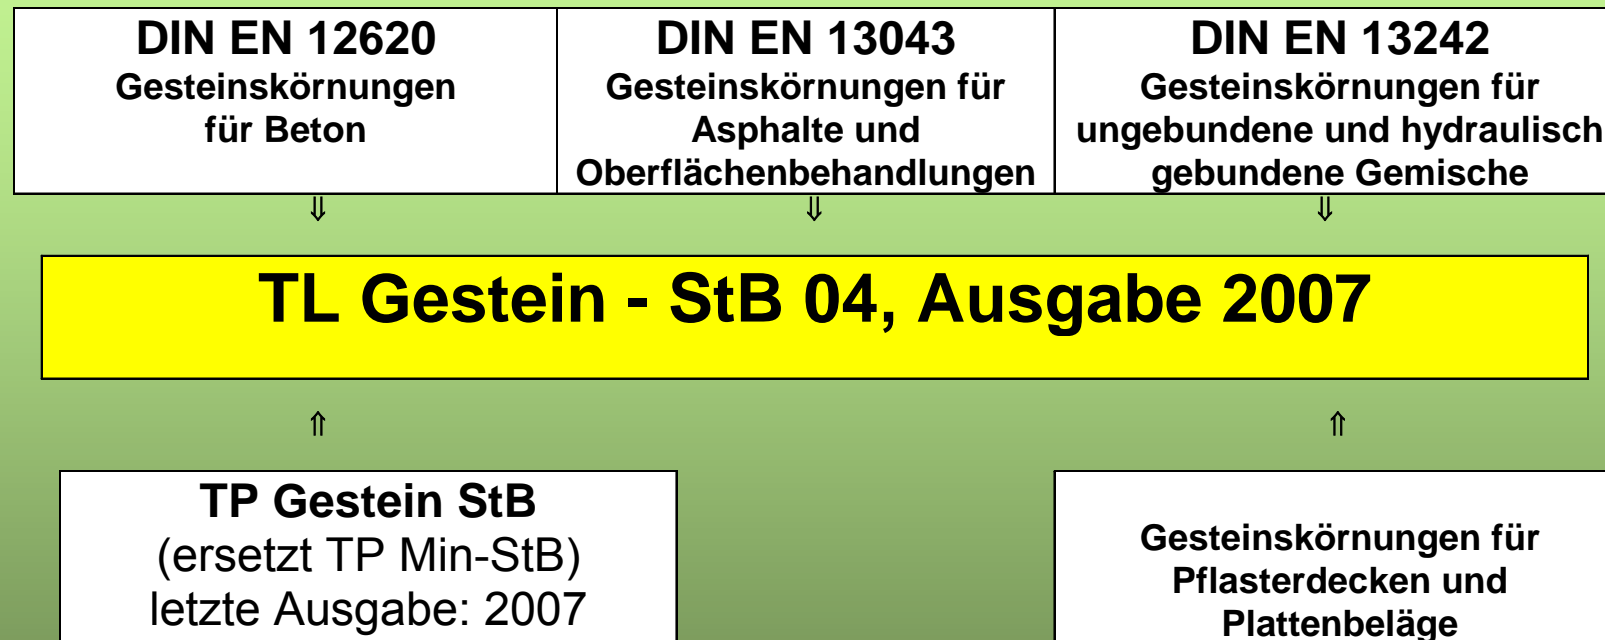 DIN EN 12620
Gesteinskörnungen
für Beton
DIN EN 13043
Gesteinskörnungen für
Asphalte und
Oberflächenbehandlungen
DIN EN 13242
Gesteinskörnungen für
ungebundene und hydraulisch
gebundene Gemische
⇓ ⇓ ⇓
TL Gestein - StB 04, Ausgabe 2007
⇑ ⇑
TP Gestein StB
(ersetzt TP Min-StB)
letzte Ausgabe: 2007
Gesteinskörnungen für
Pflasterdecken und
Plattenbeläge